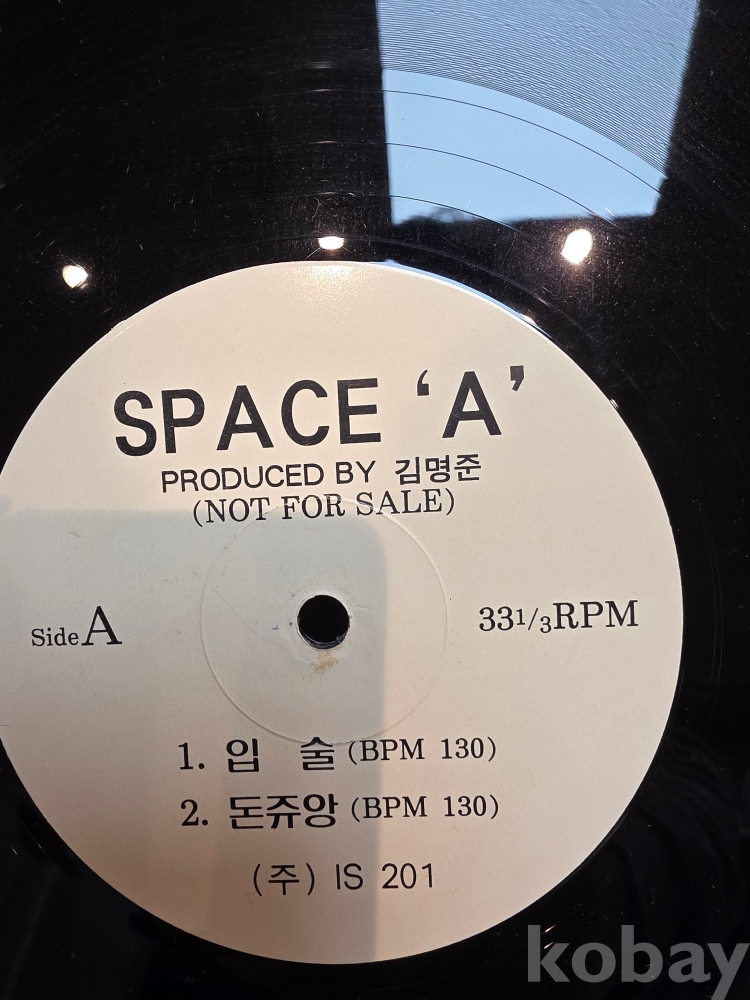 SPACE ‘A’
PRODUCED BY 김명준
(NOT FOR SALE)
Side A
33 1/3 RPM
1. 입 술 (BPM 130)
2. 돈쥬앙 (BPM 130)
(주) IS 201
kobay